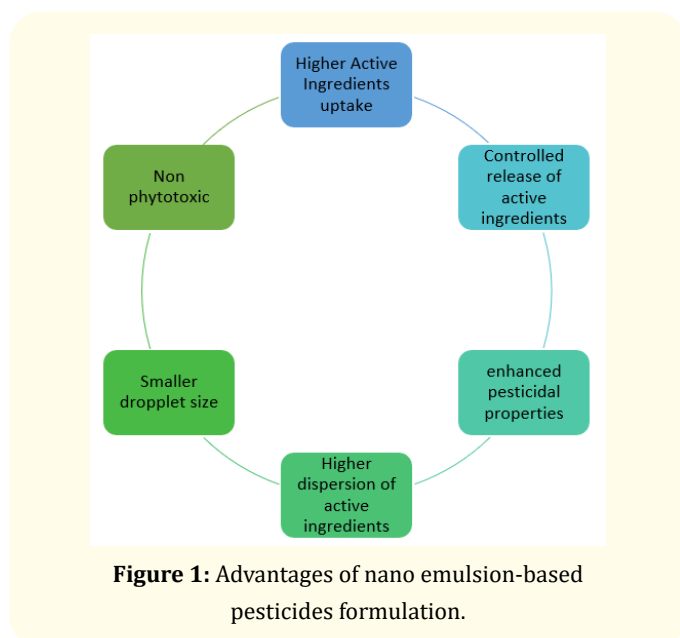 Higher Active
Ingredients
uptake
Controlled
release of
active
ingredients
enhanced
pesticidal
properties
Higher
dispersion of
active
ingredients
Smaller
dropplet size
Non
phytotoxic
Figure 1: Advantages of nano emulsion-based
pesticides formulation.